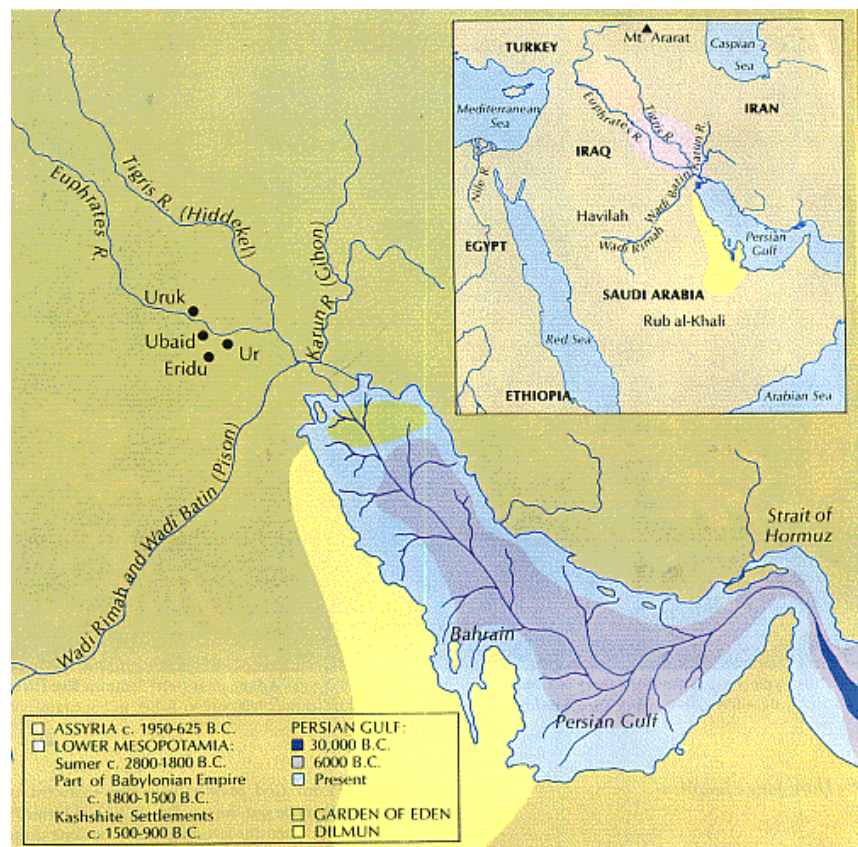 TURKEY
Mt. Ararat
Caspian
Sea
Mediterranean
Sea
Euphrates R.
Tigris R.
IRAN
IRAQ
Karun R.
Nile R.
Wadi Batin
Havilah
Wadi Rimah
Persian
Gulf
EGYPT
SAUDI ARABIA
Rub al-Khali
Red Sea
ETHIOPIA
Arabian Sea
Euphrates R.
Tigris R. (Hiddekel)
Karun R. (Gihon)
Uruk
Ubaid
Ur
Eridu
Wadi Rimah and Wadi Batin (Pison)
Strait of
Hormuz
Bahrain
Persian Gulf
ASSYRIA c. 1950-625 B.C.
LOWER MESOPOTAMIA:
Sumer c. 2800-1800 B.C.
Part of Babylonian Empire
c. 1800-1500 B.C.
Kashshite Settlements
c. 1500-900 B.C.
PERSIAN GULF:
30,000 B.C.
6000 B.C.
Present
GARDEN OF EDEN
DILMUN